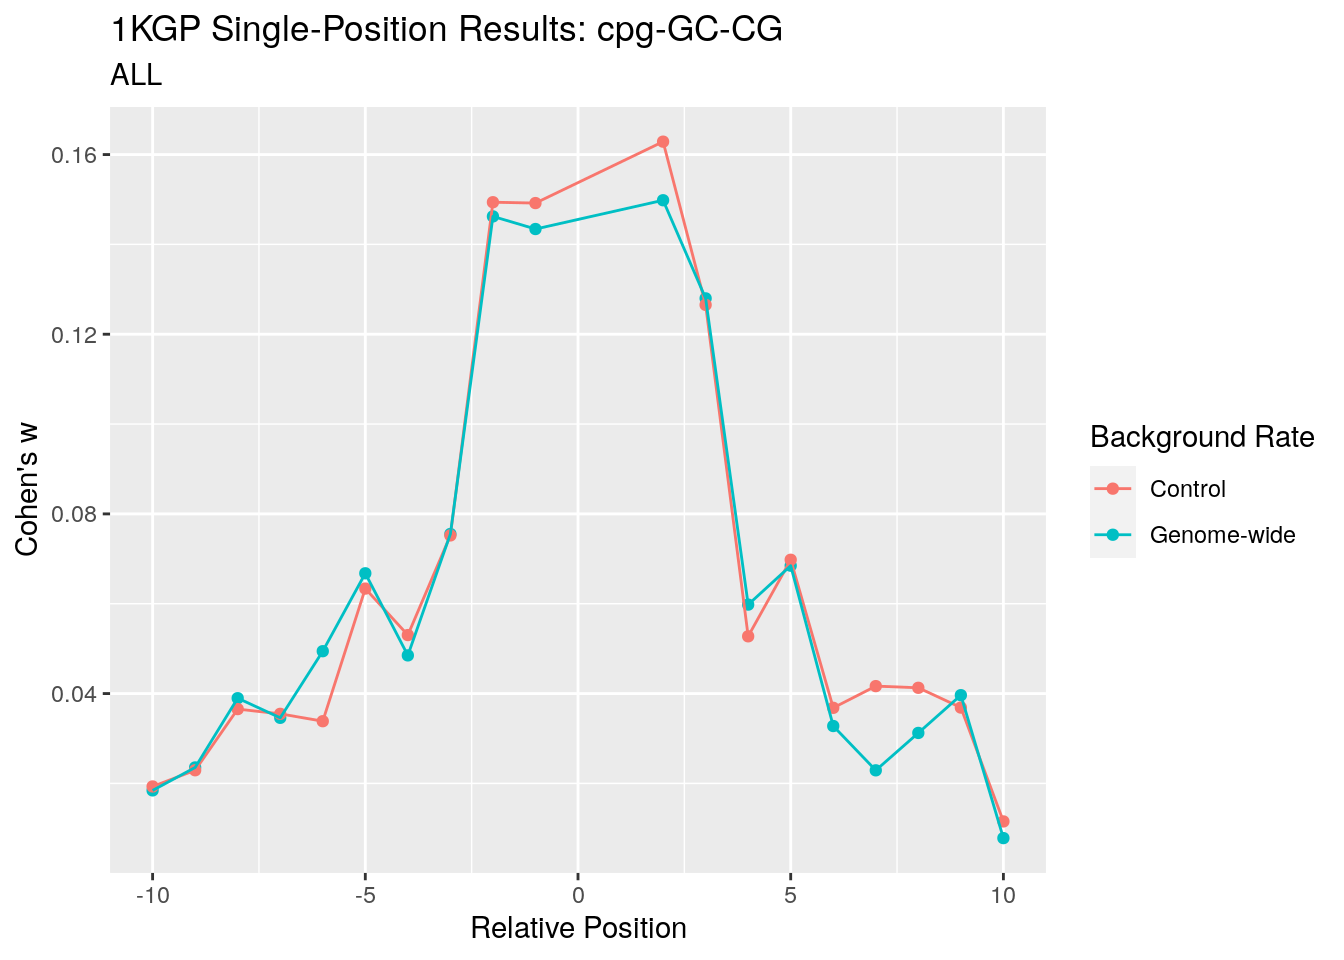 1KGP Single-Position Results: cpg-GC-CG
ALL
0.16
0.12
0.08
0.04
Cohen's w
-10
-5
0
5
10
Relative Position
Background Rate
Control
Genome-wide